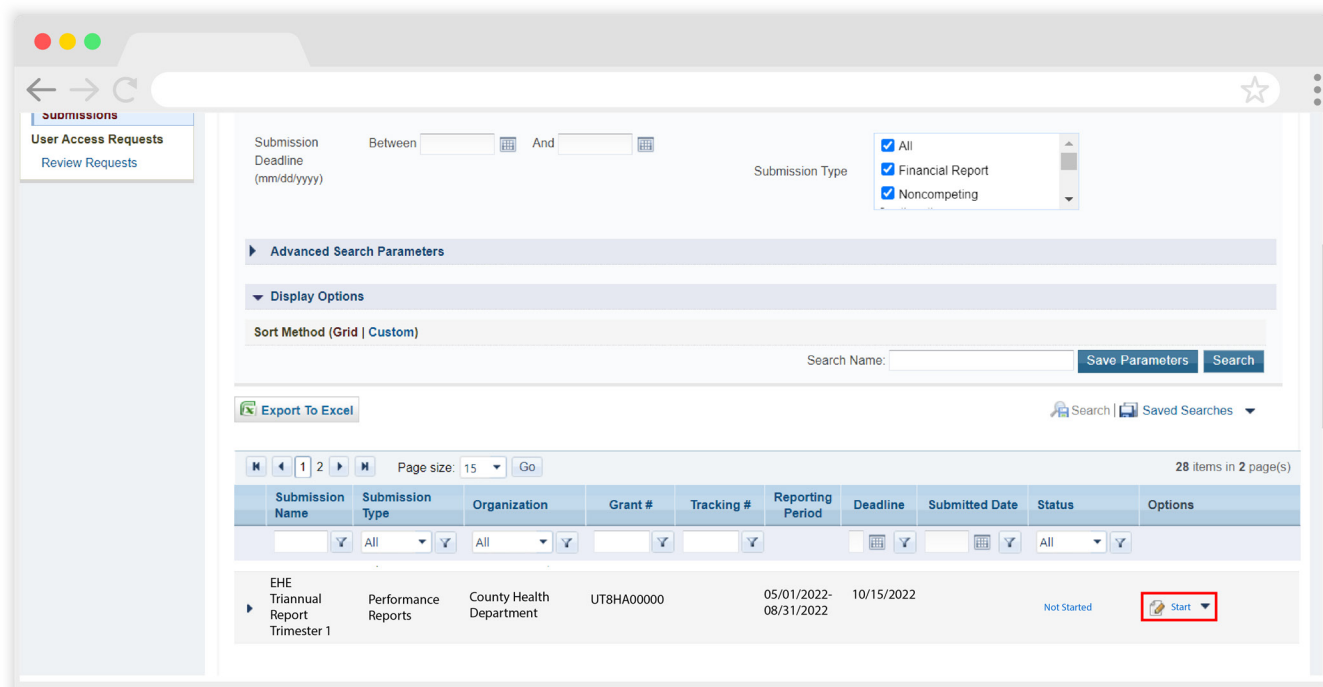 Submissions
User Access Requests
Review Requests
Submission
Deadline
(mm/dd/yyyy)
Between
And
Submission Type
All
Financial Report
Noncompeting
Advanced Search Parameters
Display Options
Sort Method (Grid | Custom)
Search Name:
Save Parameters
Search
Export To Excel
Search | Saved Searches
1 2
Page size: 15
Go
28 items in 2 page(s)
Submission Name
Submission Type
Organization
Grant #
Tracking #
Reporting Period
Deadline
Submitted Date
Status
Options
All
All
All
EHE
Triannual
Report
Trimester 1
Performance
Reports
County Health
Department
UT8HA00000
05/01/2022-
08/31/2022
10/15/2022
Not Started
Start